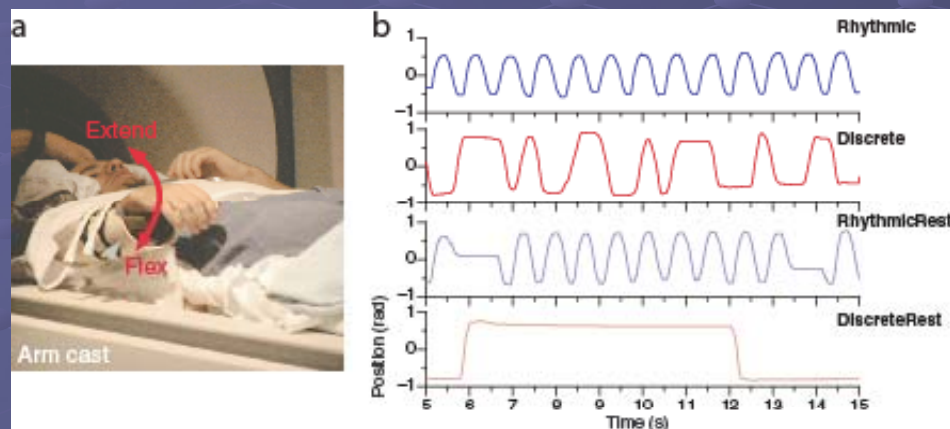 a
Extend
Flex
Arm cast
b
Rhythmic
1
0
−1
Discrete
1
0
−1
RhythmicRest
1
0
−1
DiscreteRest
1
0
−1
Position (rad)
5 6 7 8 9 10 11 12 13 14 15
Time (s)